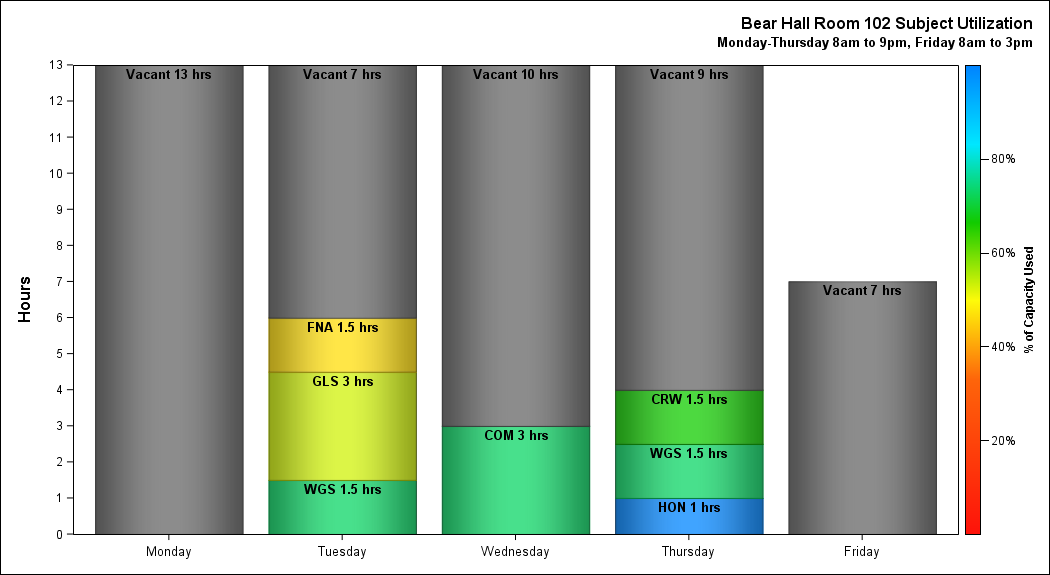 Bear Hall Room 102 Subject Utilization
Monday-Thursday 8am to 9pm, Friday 8am to 3pm
Hours
13
12
11
10
9
8
7
6
5
4
3
2
1
0
Vacant 13 hrs
Vacant 7 hrs
FNA 1.5 hrs
GLS 3 hrs
WGS 1.5 hrs
Vacant 10 hrs
COM 3 hrs
Vacant 9 hrs
CRW 1.5 hrs
WGS 1.5 hrs
HON 1 hrs
Vacant 7 hrs
Monday
Tuesday
Wednesday
Thursday
Friday
80%
60%
40%
20%
% of Capacity Used